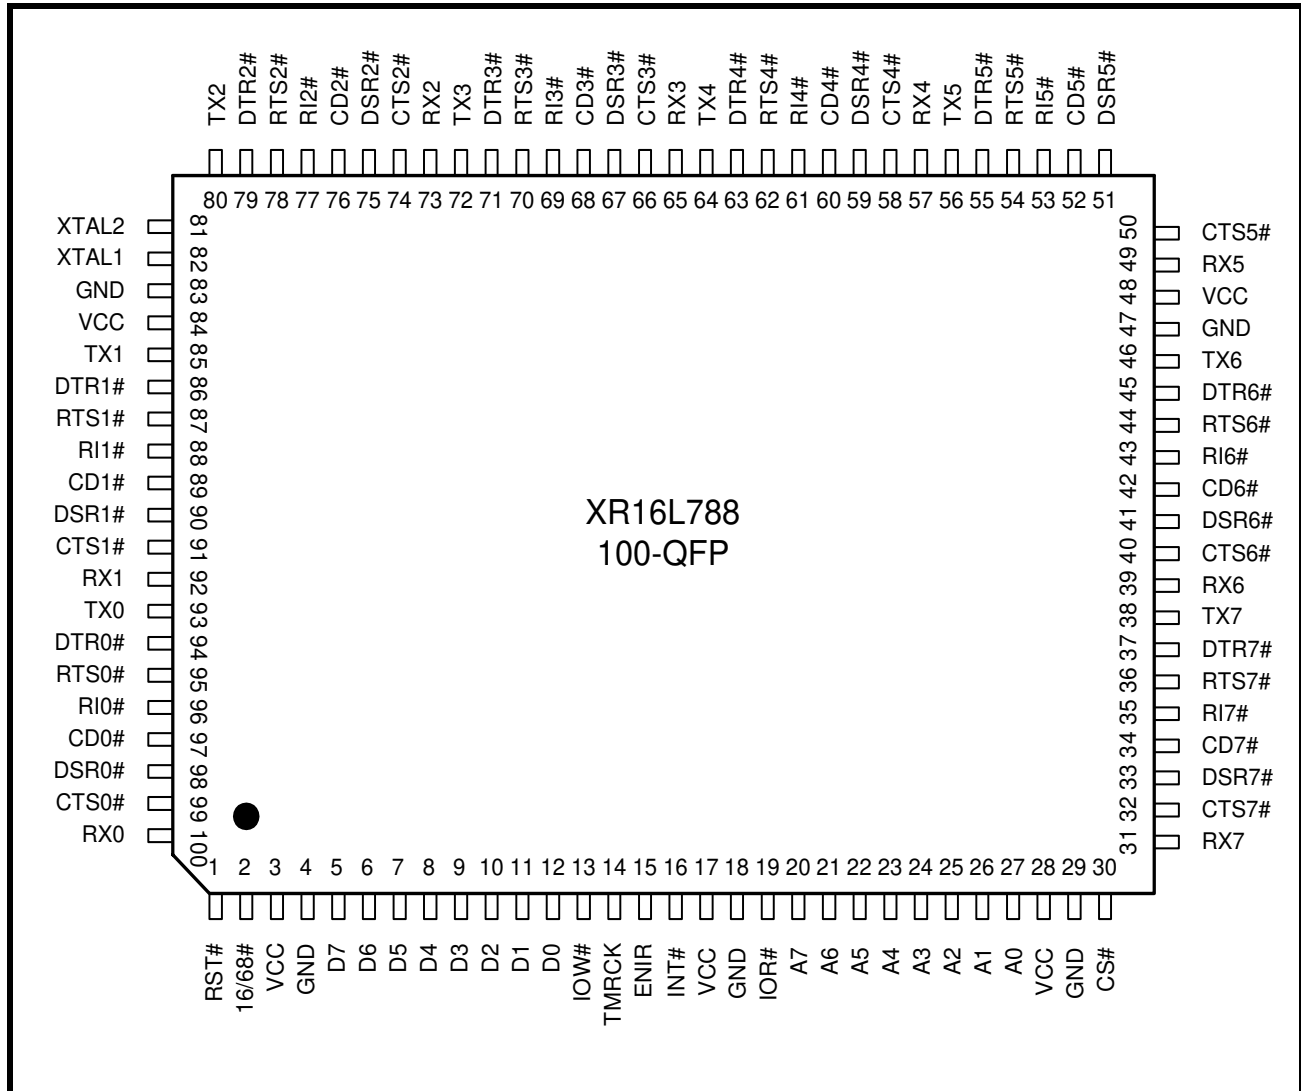 TX2 DTR2# RTS2# RI2# CD2# DSR2# CTS2# RX2 TX3 DTR3# RTS3# RI3# CD3# DSR3# CTS3# RX3 TX4 DTR4# RTS4# RI4# CD4# DSR4# CTS4# RX4 TX5 DTR5# RTS5# RI5# CD5# DSR5#
80 79 78 77 76 75 74 73 72 71 70 69 68 67 66 65 64 63 62 61 60 59 58 57 56 55 54 53 52 51
XTAL2 81
XTAL1 82
GND 83
VCC 84
TX1 85
DTR1# 86
RTS1# 87
RI1# 88
CD1# 89
DSR1# 90
CTS1# 91
RX1 92
TX0 93
DTR0# 94
RTS0# 95
RI0# 96
CD0# 97
DSR0# 98
CTS0# 99
RX0 100
XR16L788
100-QFP
50 CTS5#
49 RX5
48 VCC
47 GND
46 TX6
45 DTR6#
44 RTS6#
43 RI6#
42 CD6#
41 DSR6#
40 CTS6#
39 RX6
38 TX7
37 DTR7#
36 RTS7#
35 RI7#
34 CD7#
33 DSR7#
32 CTS7#
31 RX7
1 2 3 4 5 6 7 8 9 10 11 12 13 14 15 16 17 18 19 20 21 22 23 24 25 26 27 28 29 30
RST# 16/68# VCC GND D7 D6 D5 D4 D3 D2 D1 D0 IOW# TMRCK ENIR INT# VCC GND IOR# A7 A6 A5 A4 A3 A2 A1 A0 VCC GND CS#